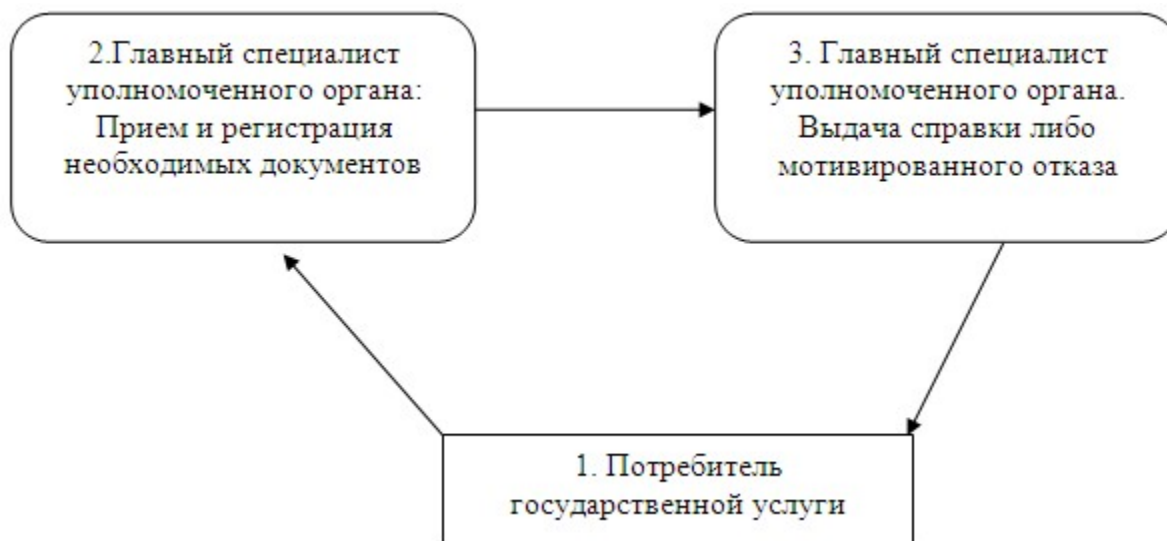 2.Главный специалист
уполномоченного органа:
Прием и регистрация
необходимых документов
3. Главный специалист
уполномоченного органа.
Выдача справки либо
мотивированного отказа
1. Потребитель
государственной услуги